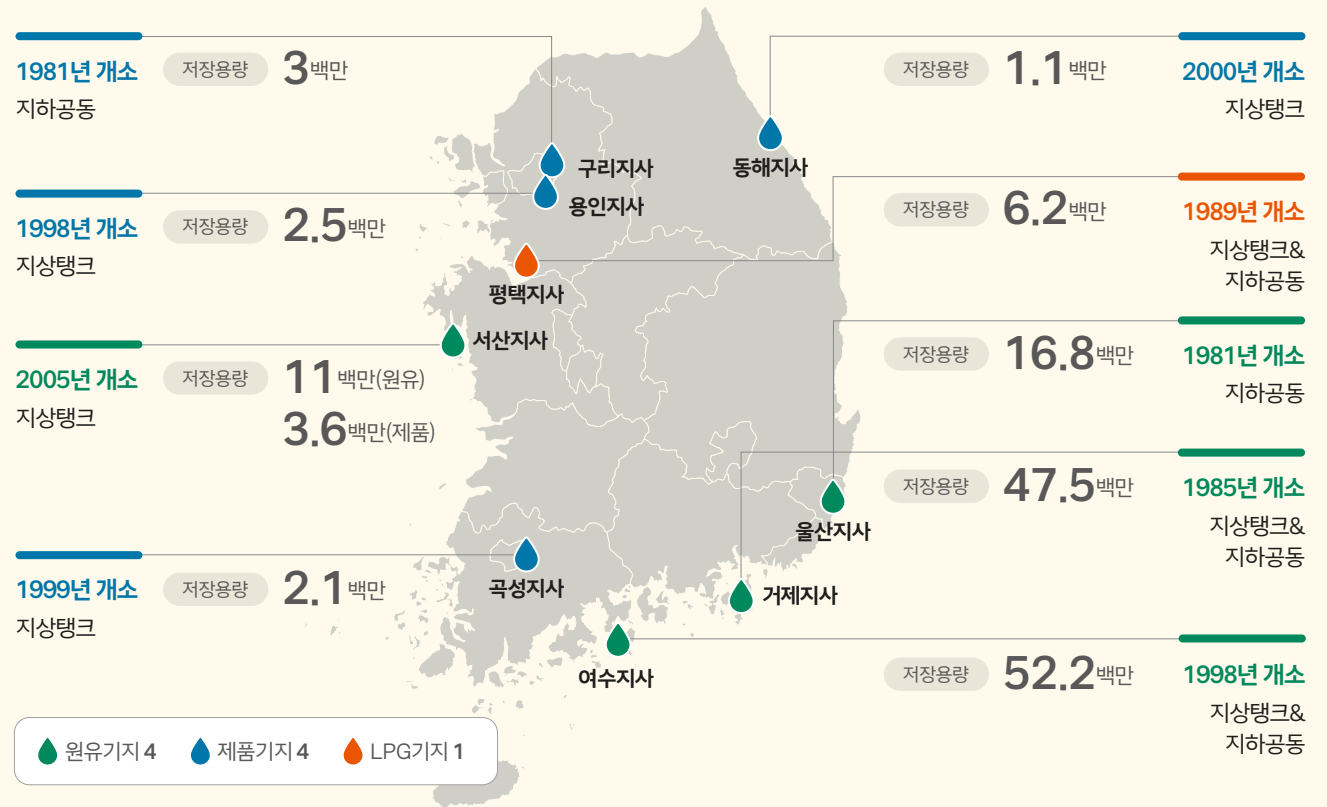 1981년 개소
저장용량 3백만
지하공동
1998년 개소
저장용량 2.5백만
지상탱크
2005년 개소
저장용량 11백만(원유)
3.6백만(제품)
지상탱크
1999년 개소
저장용량 2.1백만
지상탱크
구리지사
용인지사
평택지사
서산지사
곡성지사
여수지사
동해지사
울산지사
거제지사
저장용량 1.1백만
2000년 개소
지상탱크
저장용량 6.2백만
1989년 개소
지상탱크&
지하공동
저장용량 16.8백만
1981년 개소
지하공동
저장용량 47.5백만
1985년 개소
지상탱크&
지하공동
저장용량 52.2백만
1998년 개소
지상탱크&
지하공동
원유기지 4 제품기지 4 LPG기지 1